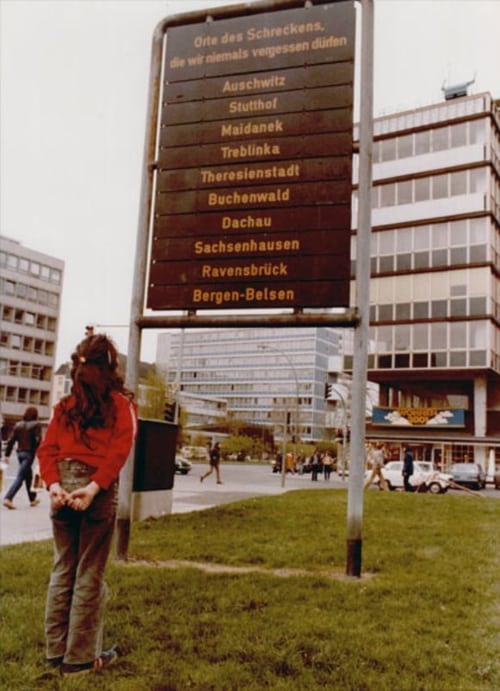 Orte des Schreckens,
die wir niemals vergessen dürfen
Auschwitz
Stutthof
Maidanek
Treblinka
Theresienstadt
Buchenwald
Dachau
Sachsenhausen
Ravensbrück
Bergen-Belsen